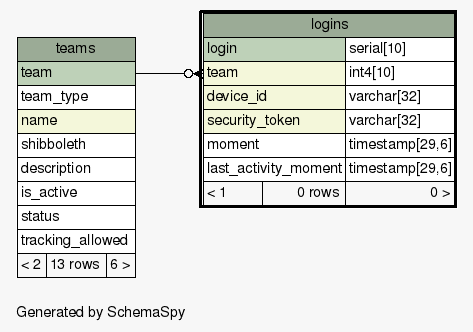 teams
team
team_type
name
shibboleth
description
is_active
status
tracking_allowed
< 2 13 rows 6 >
logins
login serial[10]
team int4[10]
device_id varchar[32]
security_token varchar[32]
moment timestamp[29,6]
last_activity_moment timestamp[29,6]
< 1 0 rows 0 >
Generated by SchemaSpy